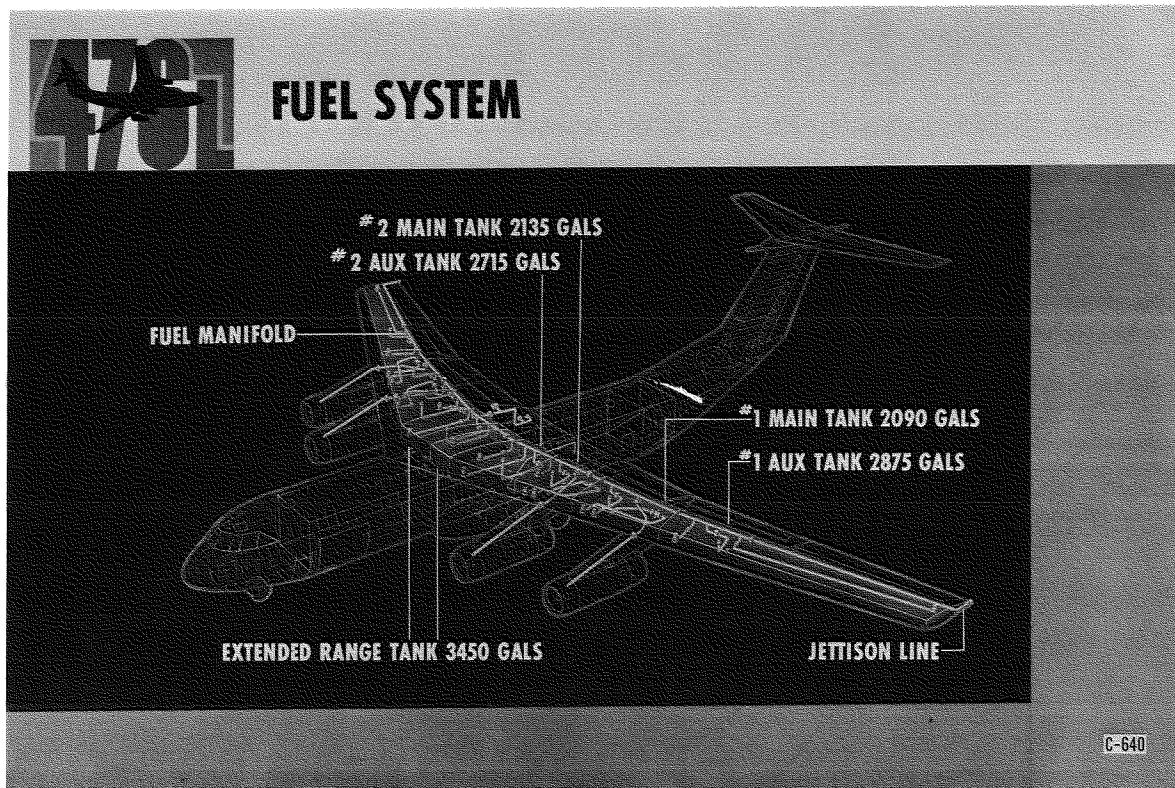 476L
FUEL SYSTEM
#2 MAIN TANK 2135 GALS
#2 AUX TANK 2715 GALS
FUEL MANIFOLD
#1 MAIN TANK 2090 GALS
#1 AUX TANK 2875 GALS
EXTENDED RANGE TANK 3450 GALS
JETTISON LINE
C-640